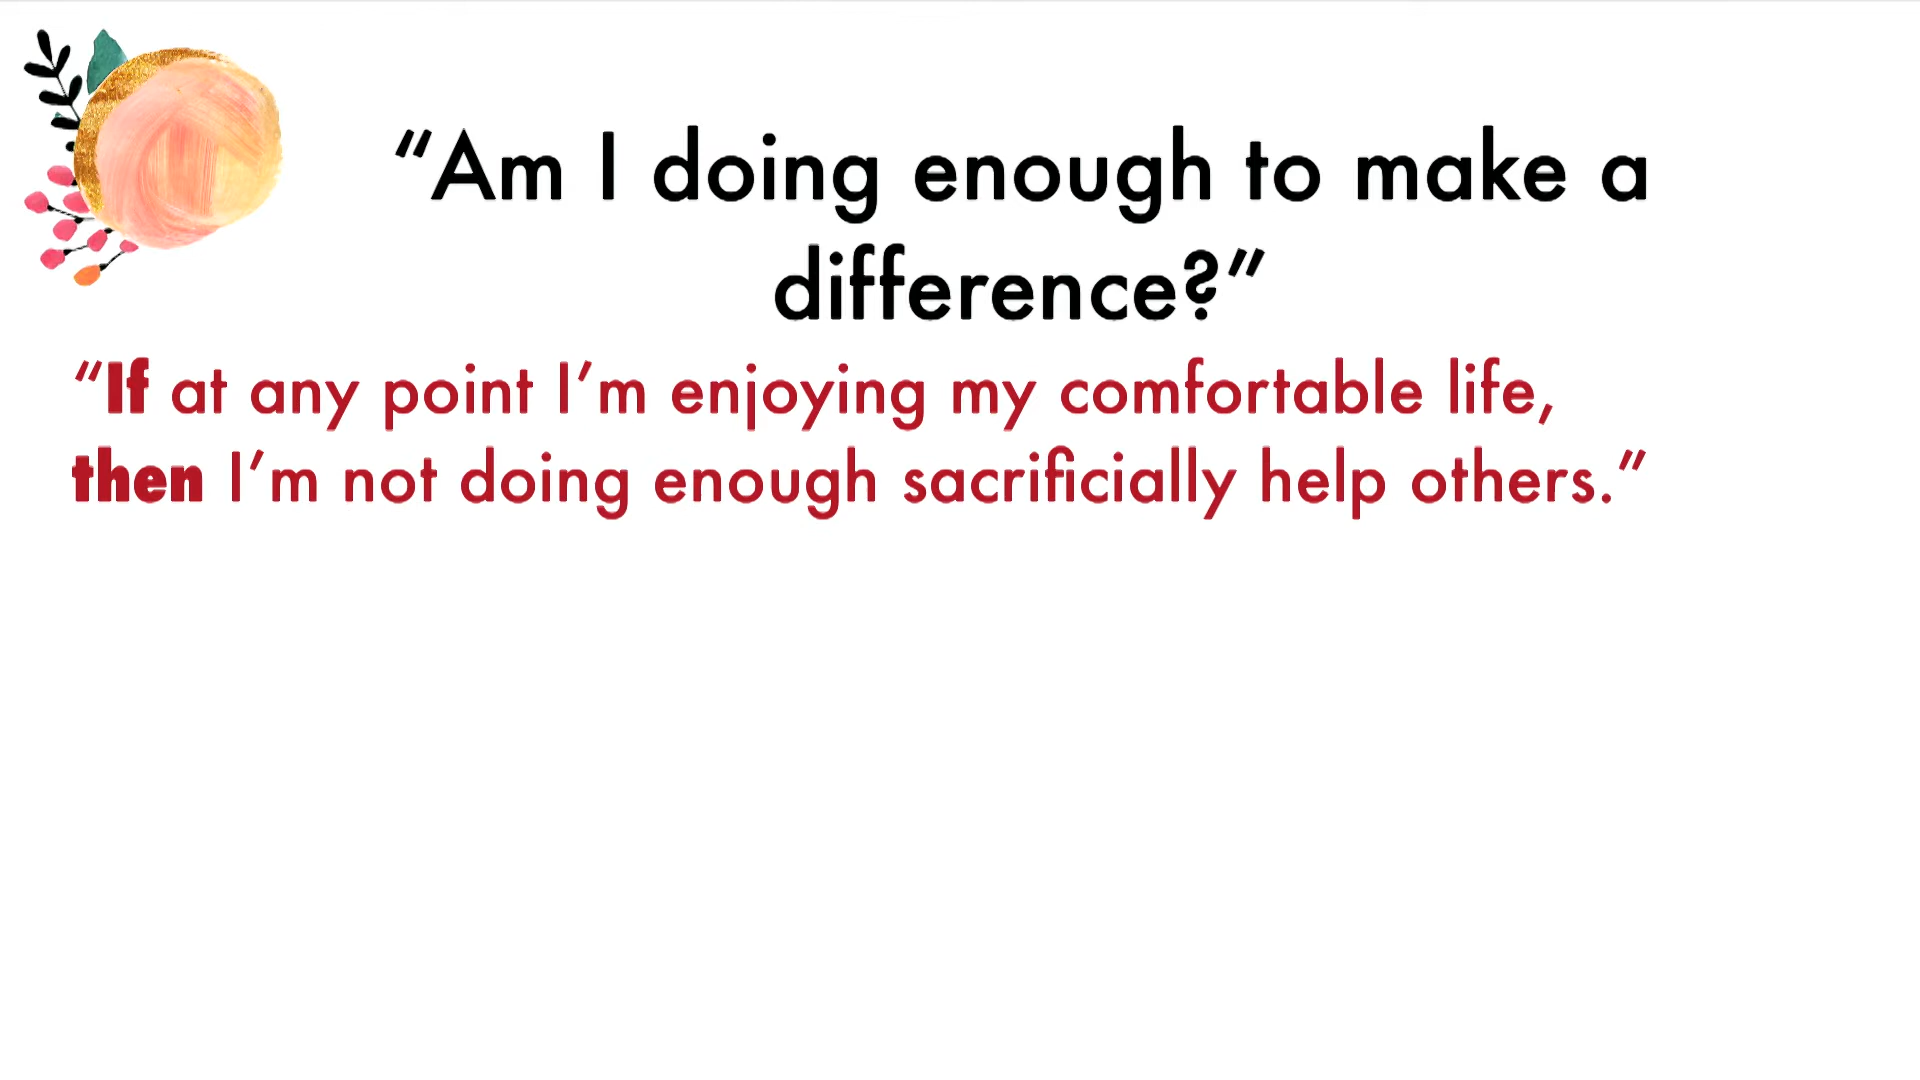 “Am I doing enough to make a
difference?”
“If at any point I’m enjoying my comfortable life,
then I’m not doing enough sacrificially help others.”